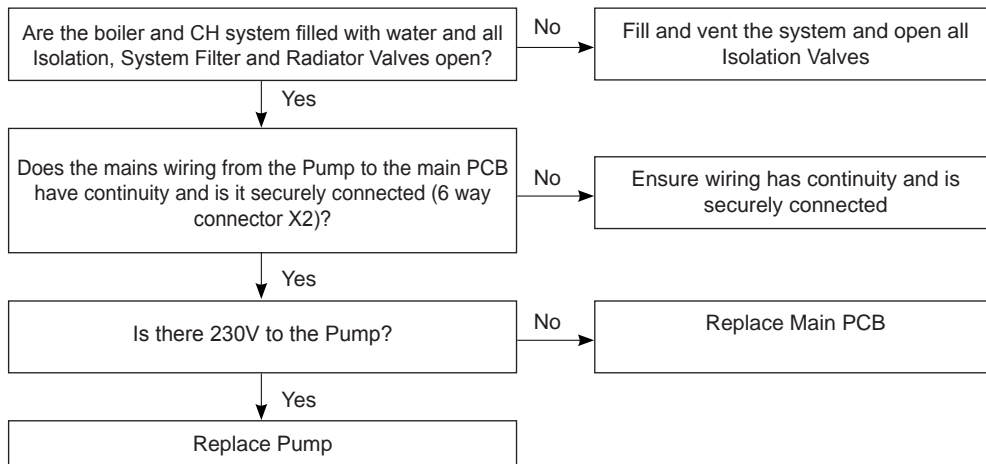 Are the boiler and CH system filled with water and all
Isolation, System Filter and Radiator Valves open?
No
Fill and vent the system and open all
Isolation Valves
Yes
Does the mains wiring from the Pump to the main PCB
have continuity and is it securely connected (6 way
connector X2)?
No
Ensure wiring has continuity and is
securely connected
Yes
Is there 230V to the Pump?
No
Replace Main PCB
Yes
Replace Pump